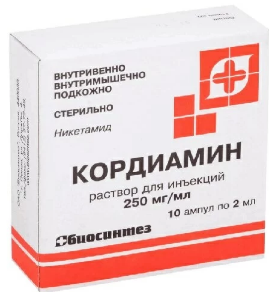 ВНУТРИВЕННО
ВНУТРИМЫШЕЧНО
ПОДКОЖНО
СТЕРИЛЬНО
Никетамид
КОРДИАМИН
раствор для инъекций
250 мг/мл
10 ампул по 2 мл
биосинтез